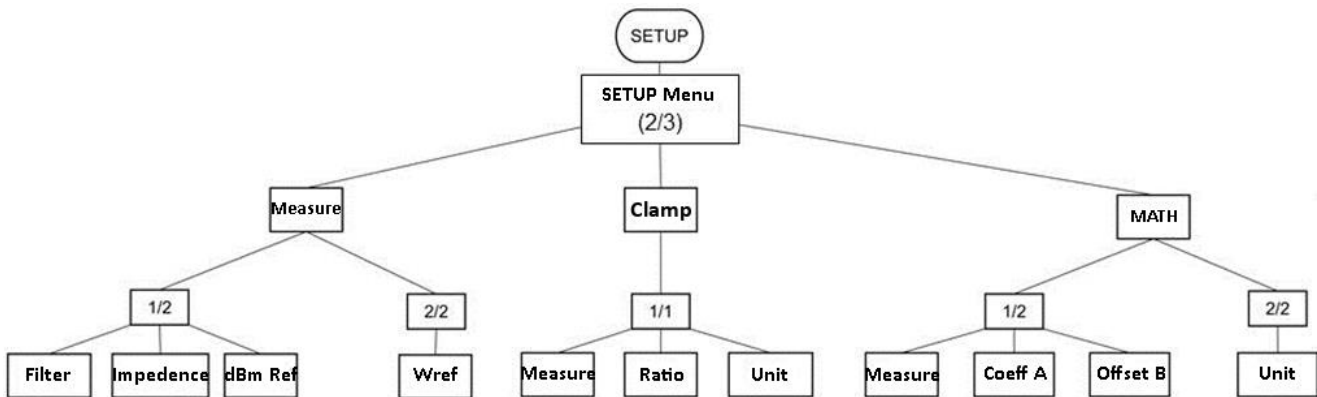 SETUP
SETUP Menu
(2/3)
Measure
Clamp
MATH
1/2
2/2
1/1
1/2
2/2
Filter
Impedence
dBm Ref
Wref
Measure
Ratio
Unit
Measure
Coeff A
Offset B
Unit